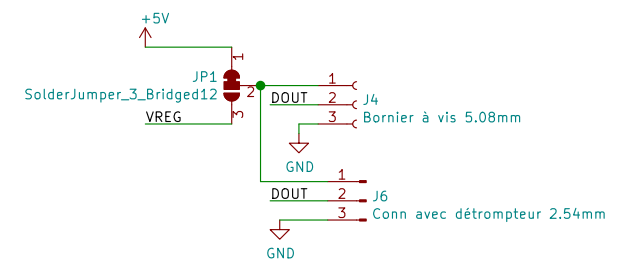 +5V
1
JP1
SolderJumper_3_Bridged12
2
3
VREG
1
DOUT
2
J4
3
Bornier à vis 5.08mm
GND
1
DOUT
2
J6
3
Conn avec détrompteur 2.54mm
GND